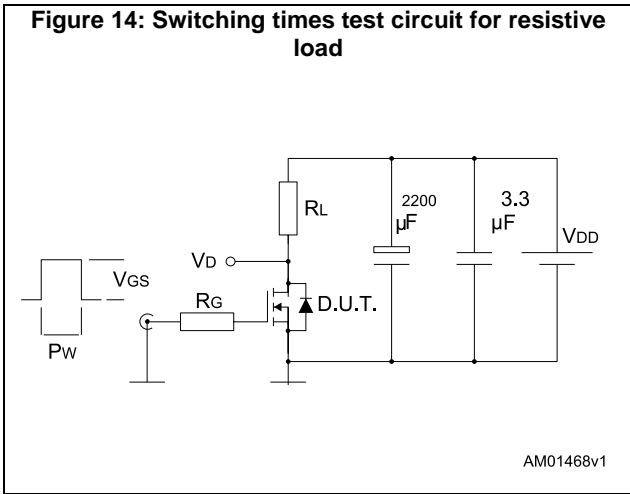 Figure 14: Switching times test circuit for resistive
load
RL
2200
µF
3.3
µF
VDD
VD
VGS
RG
D.U.T.
PW
AM01468v1